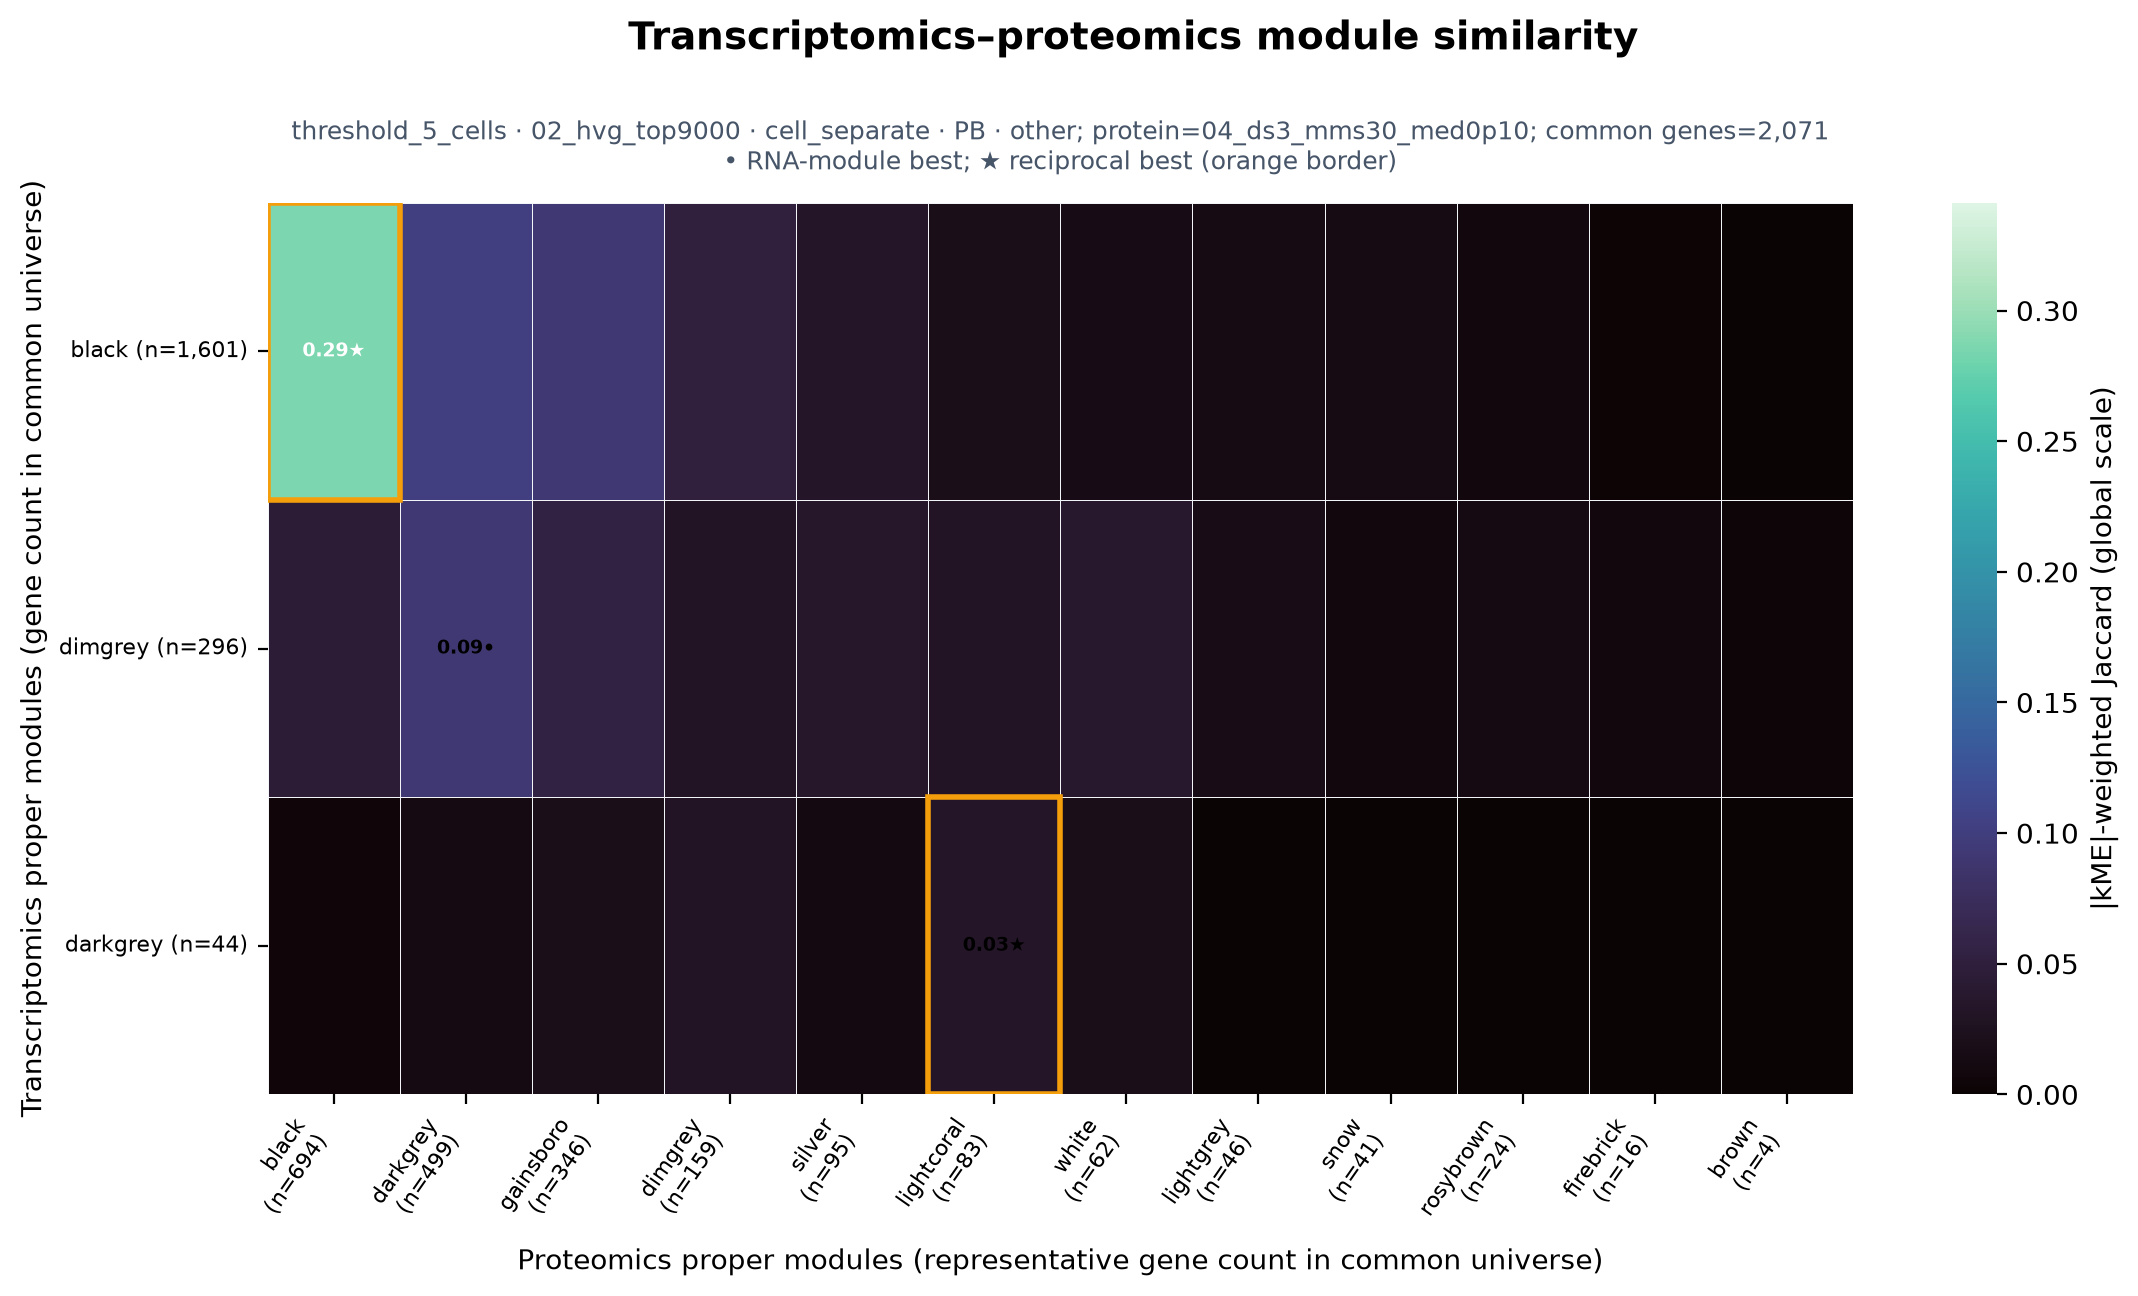 Transcriptomics–proteomics module similarity
threshold_5_cells · 02_hvg_top9000 · cell_separate · PB · other; protein=04_ds3_mms30_med0p10; common genes=2,071
• RNA-module best; ★ reciprocal best (orange border)
Transcriptomics proper modules (gene count in common universe)
black (n=1,601)
dimgrey (n=296)
darkgrey (n=44)
0.29★
0.09•
0.03★
black
(n=694)
darkgrey
(n=499)
gainsboro
(n=346)
dimgrey
(n=159)
silver
(n=95)
lightcoral
(n=83)
white
(n=62)
lightgrey
(n=46)
snow
(n=41)
rosybrown
(n=24)
firebrick
(n=16)
brown
(n=4)
Proteomics proper modules (representative gene count in common universe)
0.30
0.25
0.20
0.15
0.10
0.05
0.00
|kME|-weighted Jaccard (global scale)